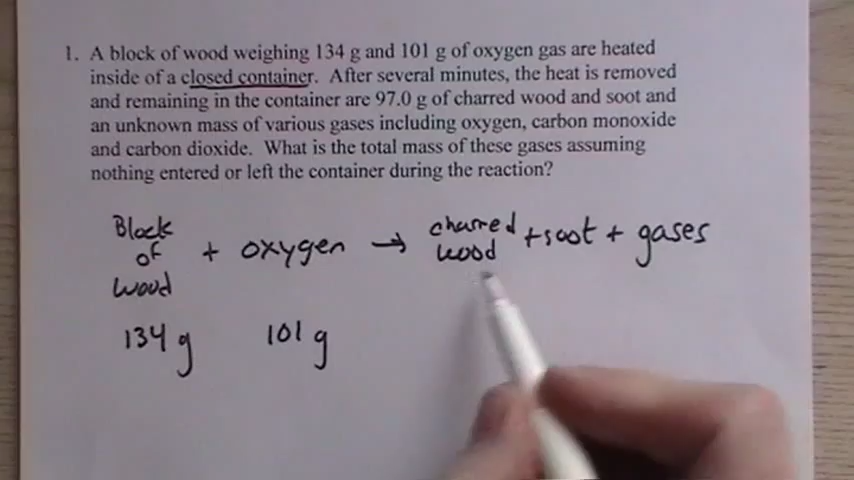 1. A block of wood weighing 134 g and 101 g of oxygen gas are heated
inside of a closed container. After several minutes, the heat is removed
and remaining in the container are 97.0 g of charred wood and soot and
an unknown mass of various gases including oxygen, carbon monoxide
and carbon dioxide. What is the total mass of these gases assuming
nothing entered or left the container during the reaction?
Block
of
wood
+ oxygen →
charred
wood
+ soot + gases
134 g 101 g